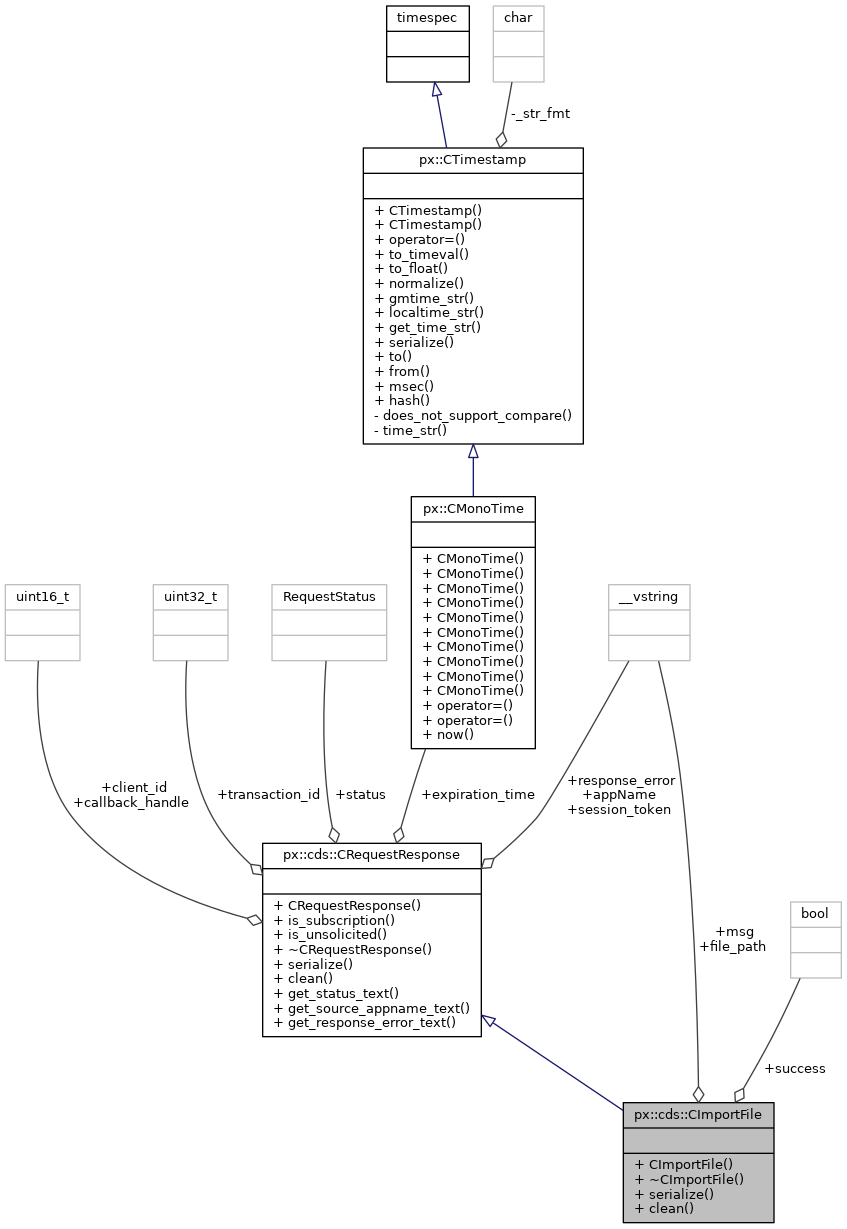 timespec
char
-_str_fmt
px::CTimestamp
+ CTimestamp()
+ CTimestamp()
+ operator=()
+ to_timeval()
+ to_float()
+ normalize()
+ gmtime_str()
+ localtime_str()
+ get_time_str()
+ serialize()
+ to()
+ from()
+ msec()
+ hash()
- does_not_support_compare()
- time_str()
px::CMonoTime
+ CMonoTime()
+ CMonoTime()
+ CMonoTime()
+ CMonoTime()
+ CMonoTime()
+ CMonoTime()
+ CMonoTime()
+ CMonoTime()
+ CMonoTime()
+ CMonoTime()
+ operator=()
+ operator=()
+ now()
uint16_t
uint32_t
RequestStatus
__vstring
+client_id
+callback_handle
+transaction_id
+status
+expiration_time
+response_error
+appName
+session_token
px::cds::CRequestResponse
+ CRequestResponse()
+ is_subscription()
+ is_unsolicited()
+ ~CRequestResponse()
+ serialize()
+ clean()
+ get_status_text()
+ get_source_appname_text()
+ get_response_error_text()
bool
+msg
+file_path
+success
px::cds::CImportFile
+ CImportFile()
+ ~CImportFile()
+ serialize()
+ clean()